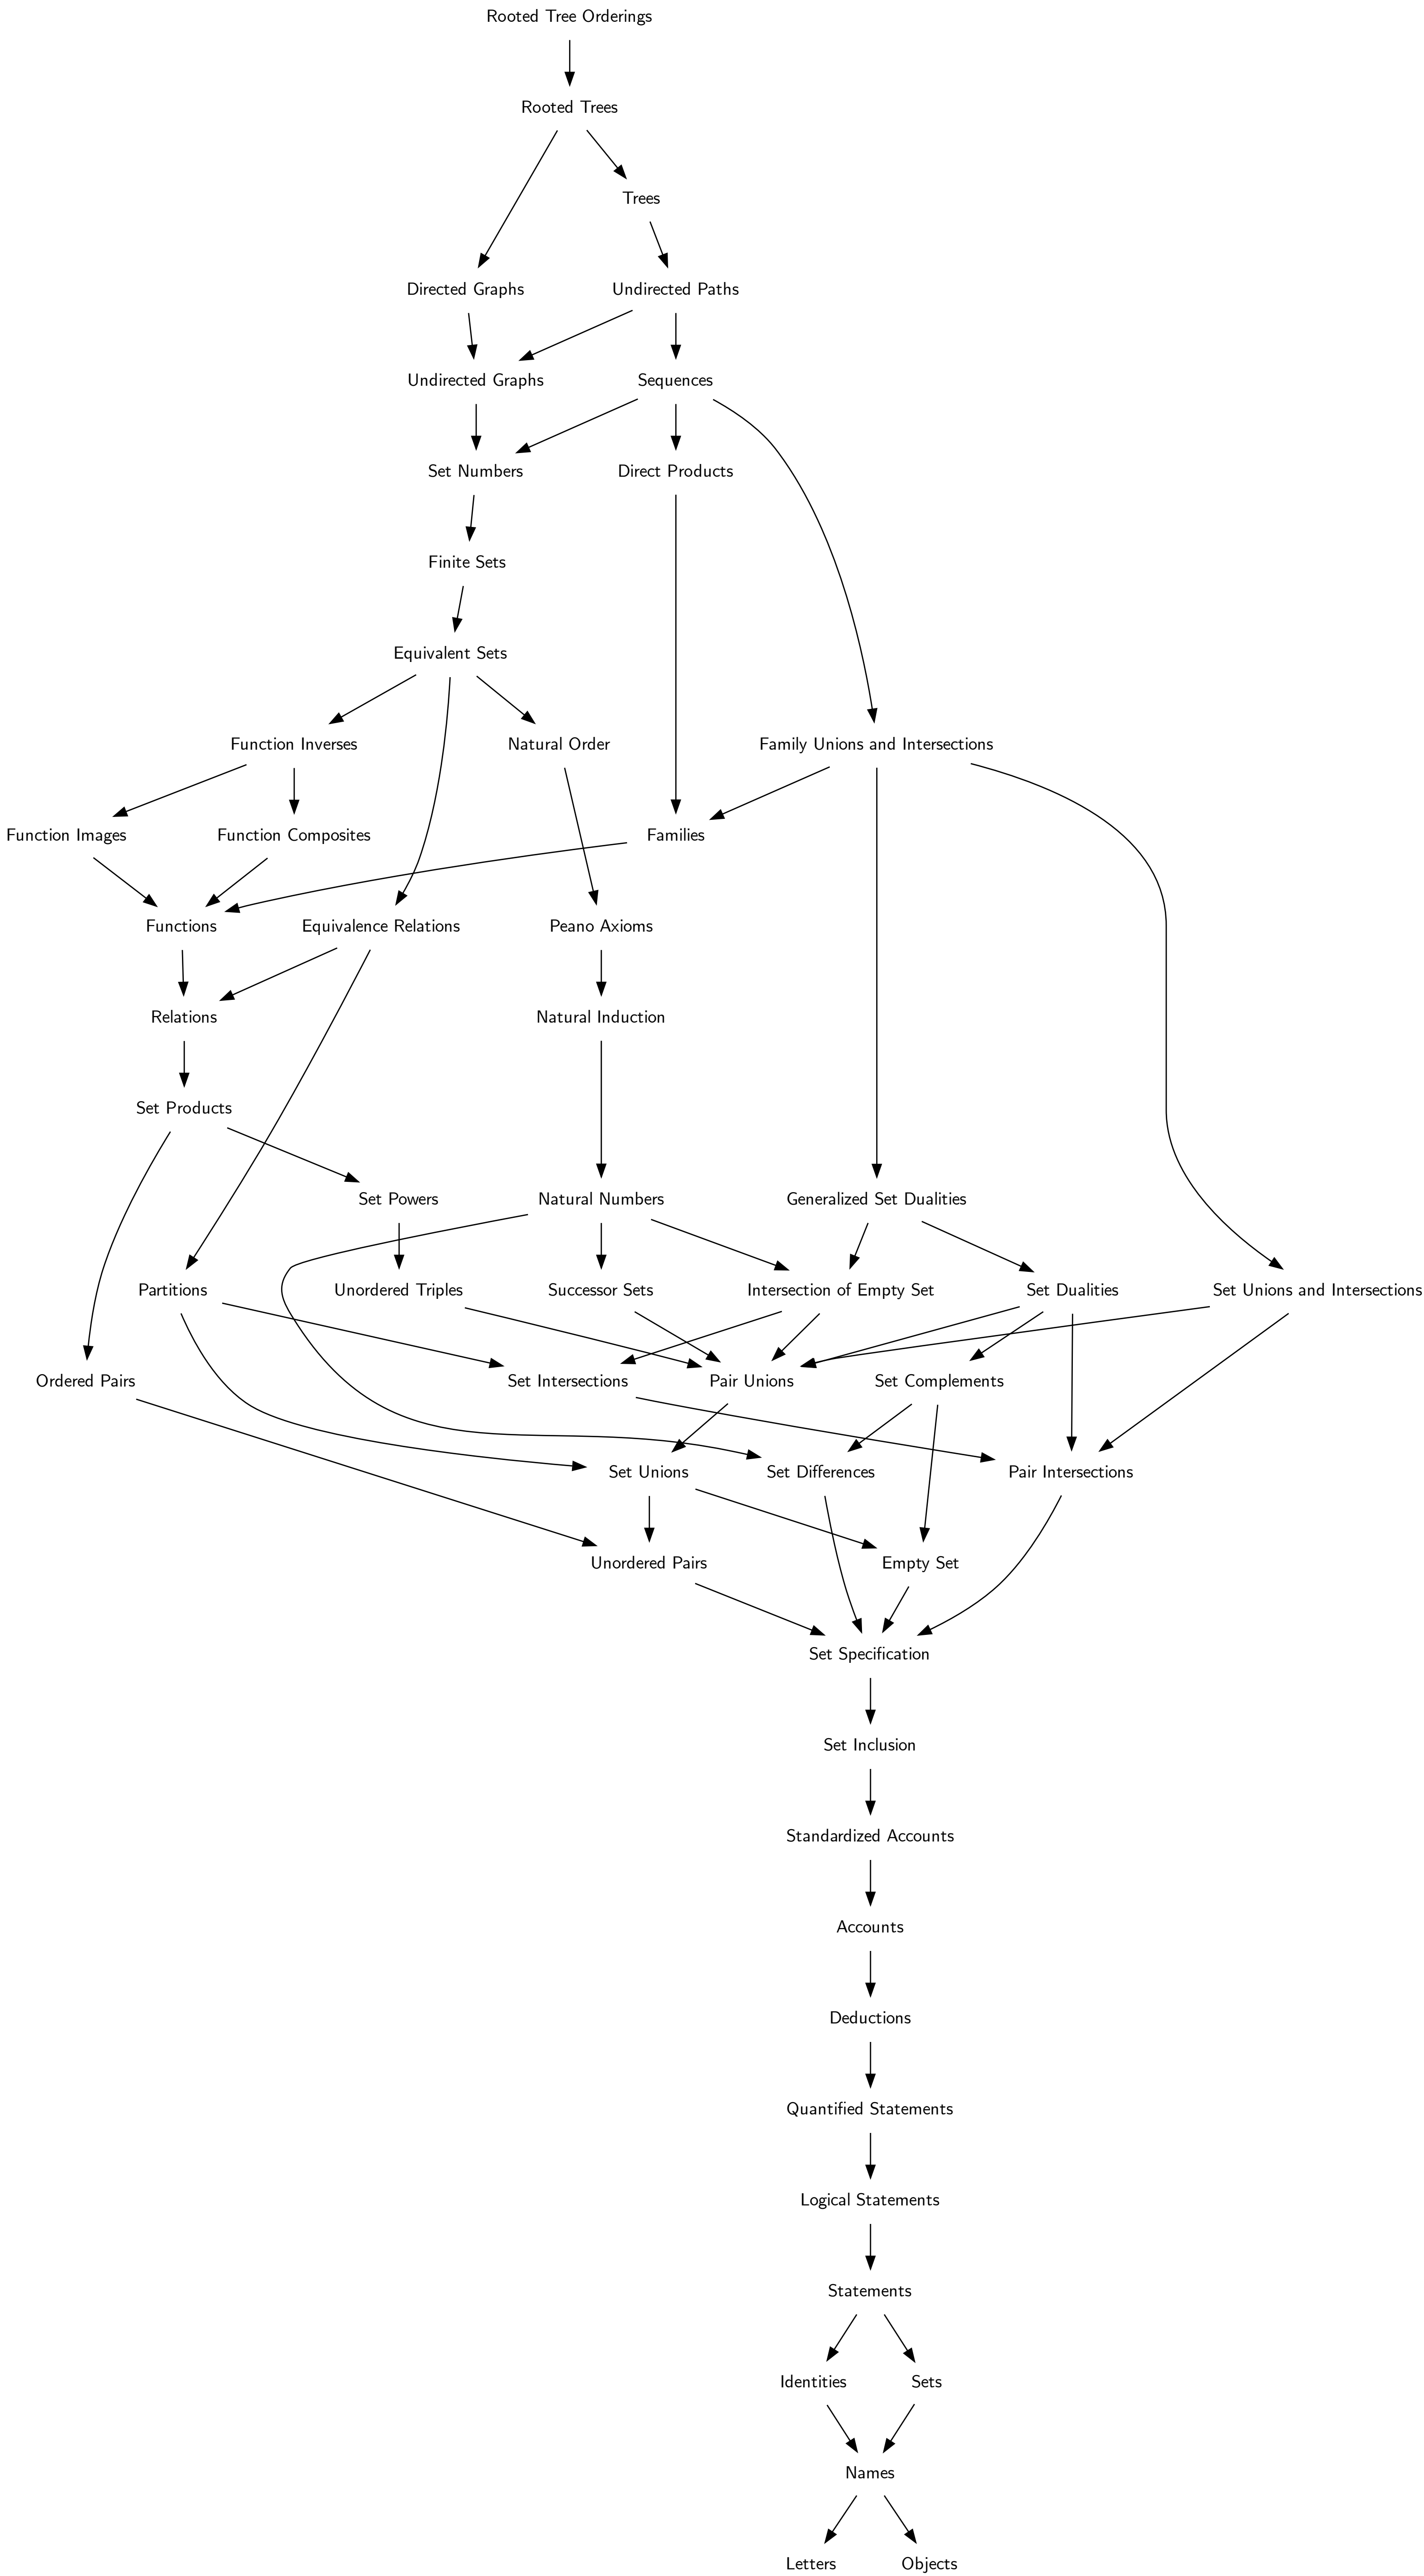 Rooted Tree Orderings
Rooted Trees
Trees
Directed Graphs
Undirected Paths
Undirected Graphs
Sequences
Set Numbers
Direct Products
Finite Sets
Equivalent Sets
Function Inverses
Natural Order
Family Unions and Intersections
Function Images
Function Composites
Families
Functions
Equivalence Relations
Peano Axioms
Relations
Natural Induction
Set Products
Set Powers
Natural Numbers
Generalized Set Dualities
Partitions
Unordered Triples
Successor Sets
Intersection of Empty Set
Set Dualities
Set Unions and Intersections
Ordered Pairs
Set Intersections
Pair Unions
Set Complements
Set Unions
Set Differences
Pair Intersections
Unordered Pairs
Empty Set
Set Specification
Set Inclusion
Standardized Accounts
Accounts
Deductions
Quantified Statements
Logical Statements
Statements
Identities
Sets
Names
Letters
Objects